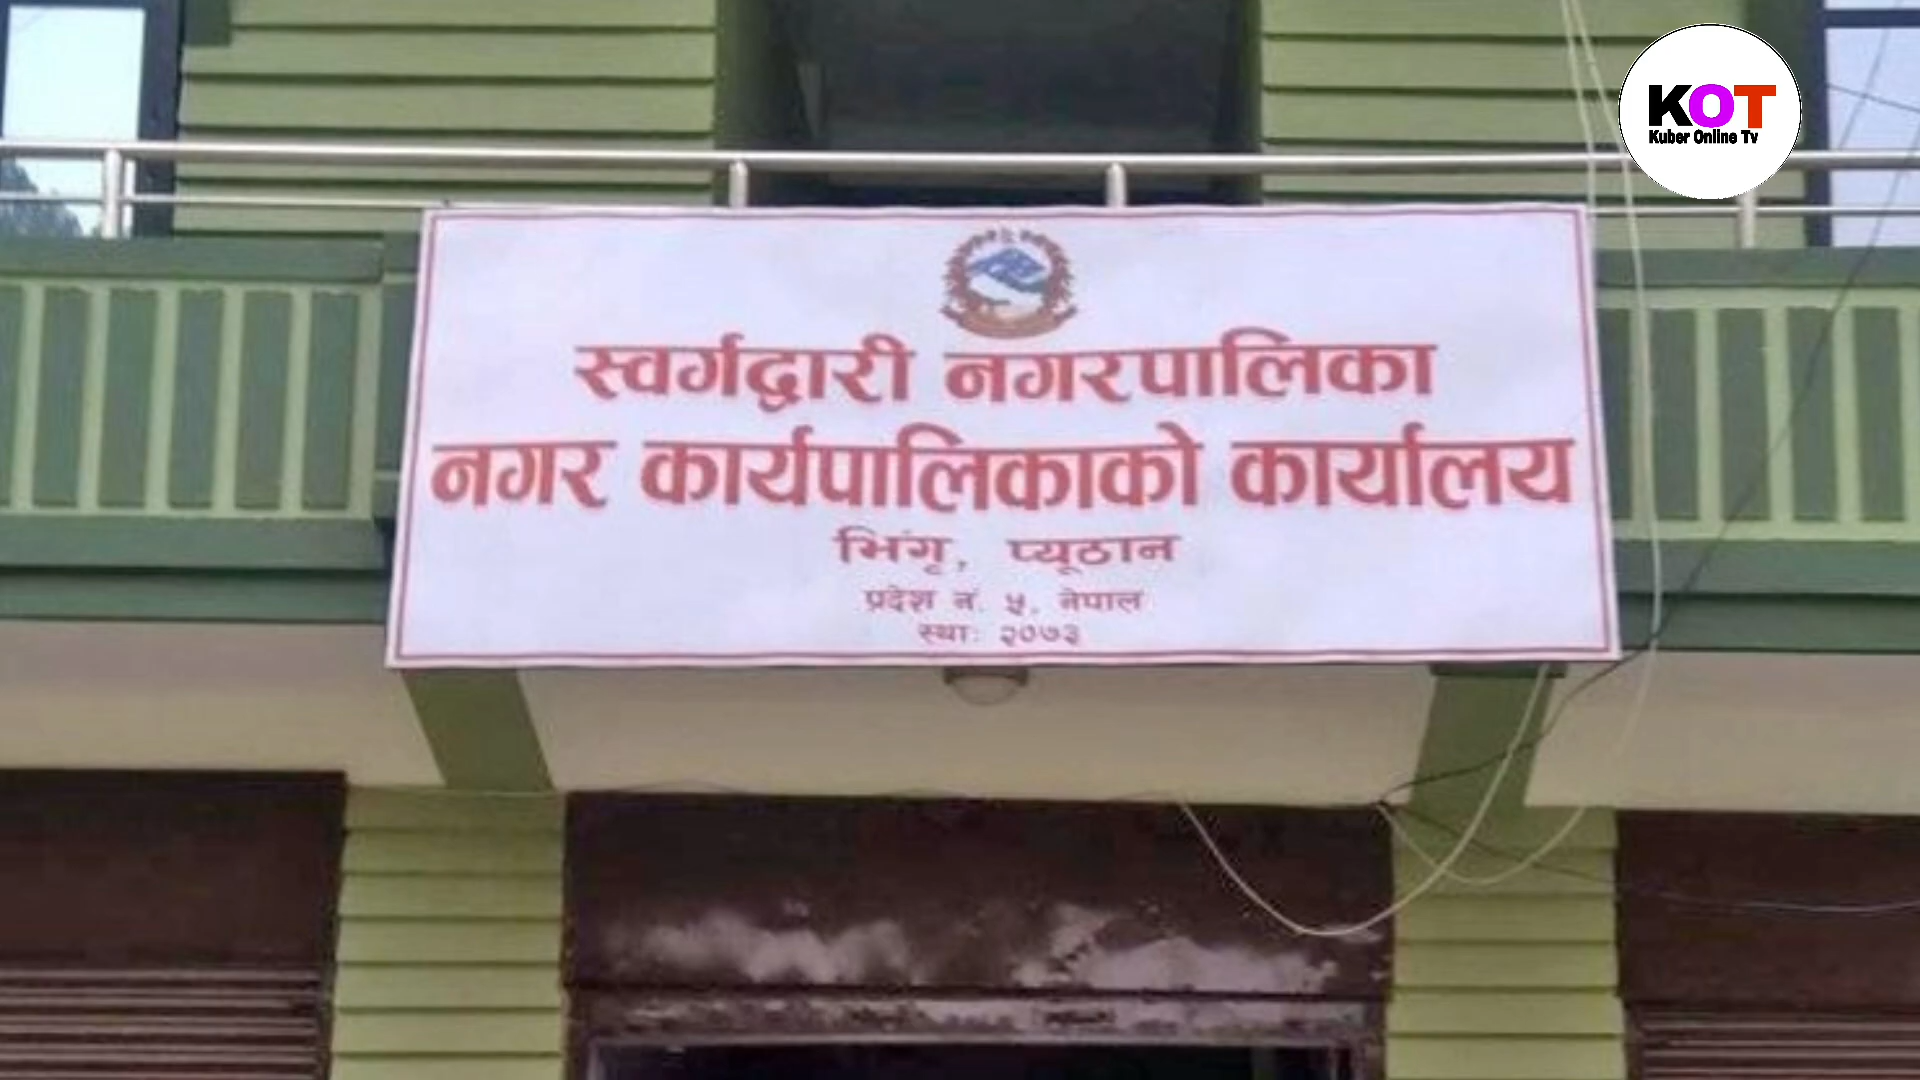 KOT
Kuber Online Tv
स्वर्गद्वारी नगरपालिका
नगर कार्यपालिकाको कार्यालय
भिंगृ, प्यूठान
प्रदेश नं. ५, नेपाल
स्था: २०७३